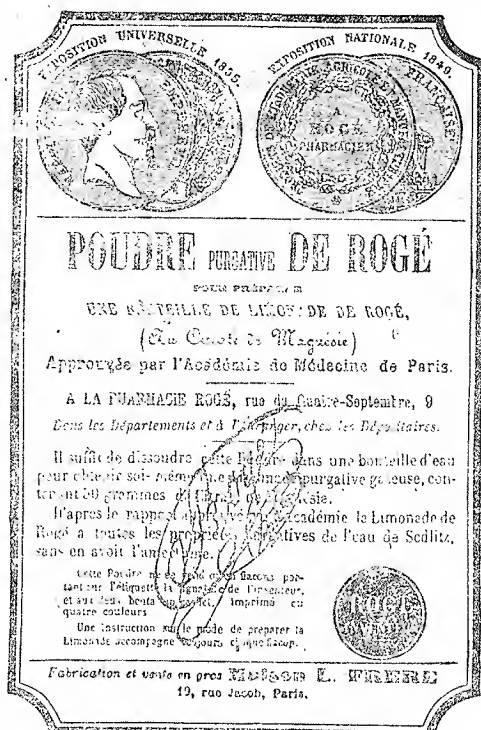 EXPOSITION UNIVERSELLE 1855
EXPOSITION NATIONALE 1849
A
ROGÉ
PHARMACIEN
POUDRE PURGATIVE DE ROGÉ
POUR PRÉPARER
UNE BOUTEILLE DE LIMONADE DE ROGÉ,
(Au Citrate de Magnésie)
Approuvée par l'Académie de Médecine de Paris.
A LA PHARMACIE ROGÉ, rue du Quatre-Septembre, 9
Dans les Départements et à l'Étranger, chez les Dépositaires.
Il suffit de dissoudre cette Poudre dans une bouteille d'eau
pour obtenir soi-même une limonade purgative gazeuse, con-
tenant 50 grammes de Citrate de Magnésie.
D'après le rapport approuvé par l'Académie la Limonade de
Rogé a toutes les propriétés purgatives de l'eau de Sedlitz,
sans en avoir l'amertume.
Cette Poudre ne se vend qu'en flacons por-
tant sur l'étiquette la signature de l'inventeur,
et aux deux bouts un cachet, imprimé en
quatre couleurs
Une instruction sur le mode de préparer la
Limonade accompagne toujours chaque flacon.
ROGÉ
Fabrication et vente en gros Maison L. FRERE
19, rue Jacob, Paris.